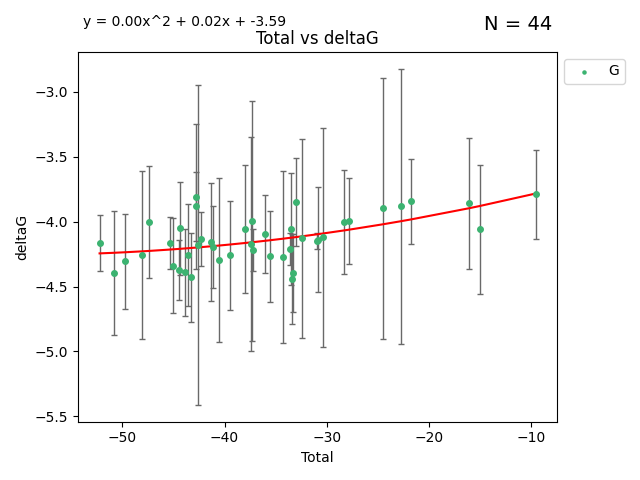 y = 0.00x^2 + 0.02x + -3.59
N = 44
Total vs deltaG
G
deltaG
−3.0
−3.5
−4.0
−4.5
−5.0
−5.5
−50 −40 −30 −20 −10
Total